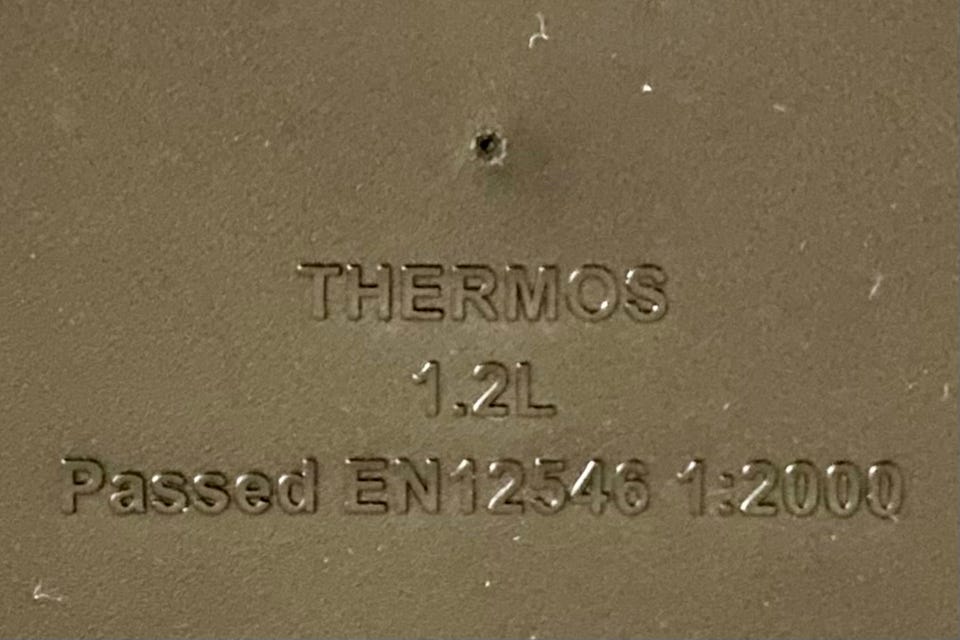 THERMOS
1.2L
Passed EN12546 1:2000